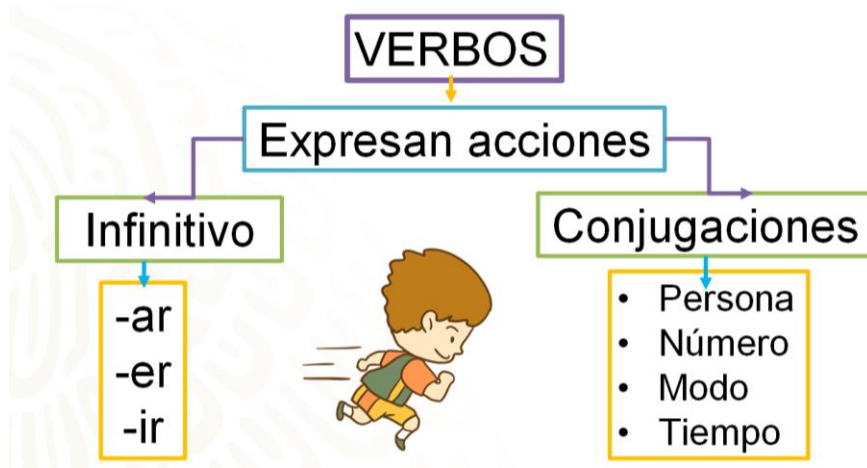 VERBOS
Expresan acciones
Infinitivo
-ar
-er
-ir
Conjugaciones
• Persona
• Número
• Modo
• Tiempo